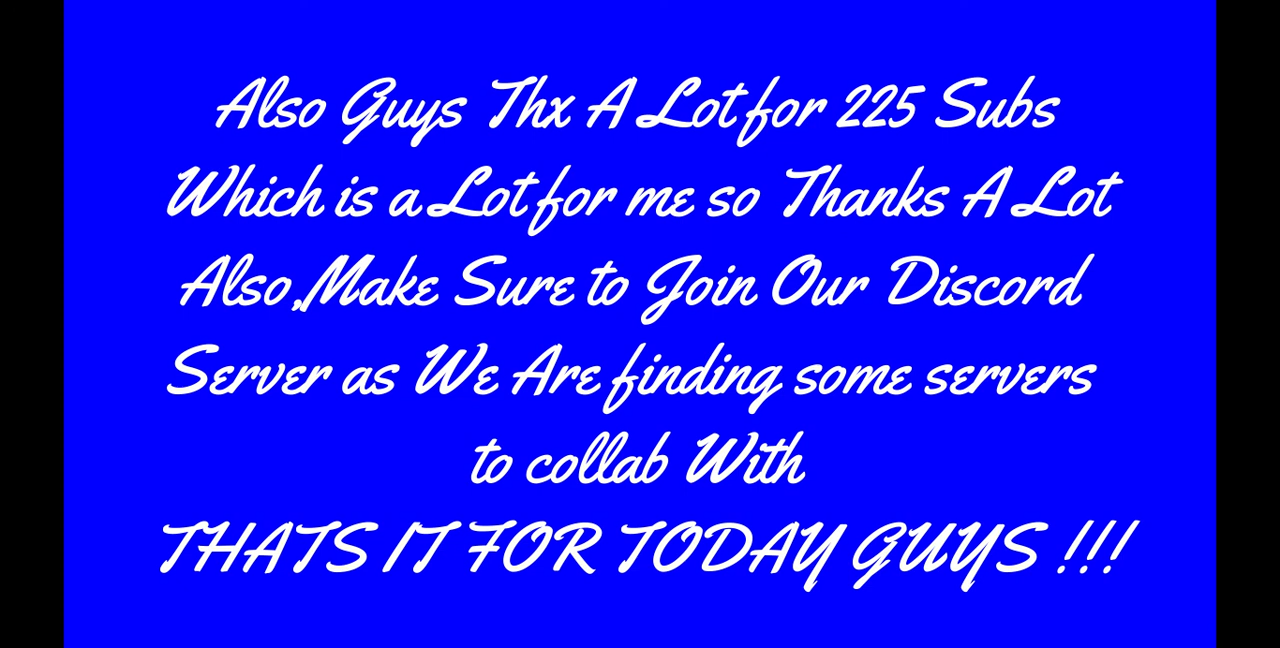 Also Guys Thx A Lot for 225 Subs
Which is a Lot for me so Thanks A Lot
Also,Make Sure to Join Our Discord
Server as We Are finding some servers
to collab With
THATS IT FOR TODAY GUYS !!!